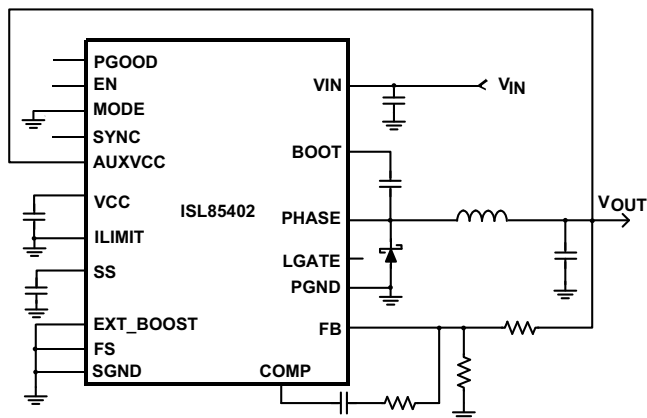 PGOOD
EN
MODE
SYNC
AUXVCC
VCC
ILIMIT
SS
EXT_BOOST
FS
SGND
ISL85402
VIN
BOOT
PHASE
LGATE
PGND
FB
COMP
VIN
VOUT